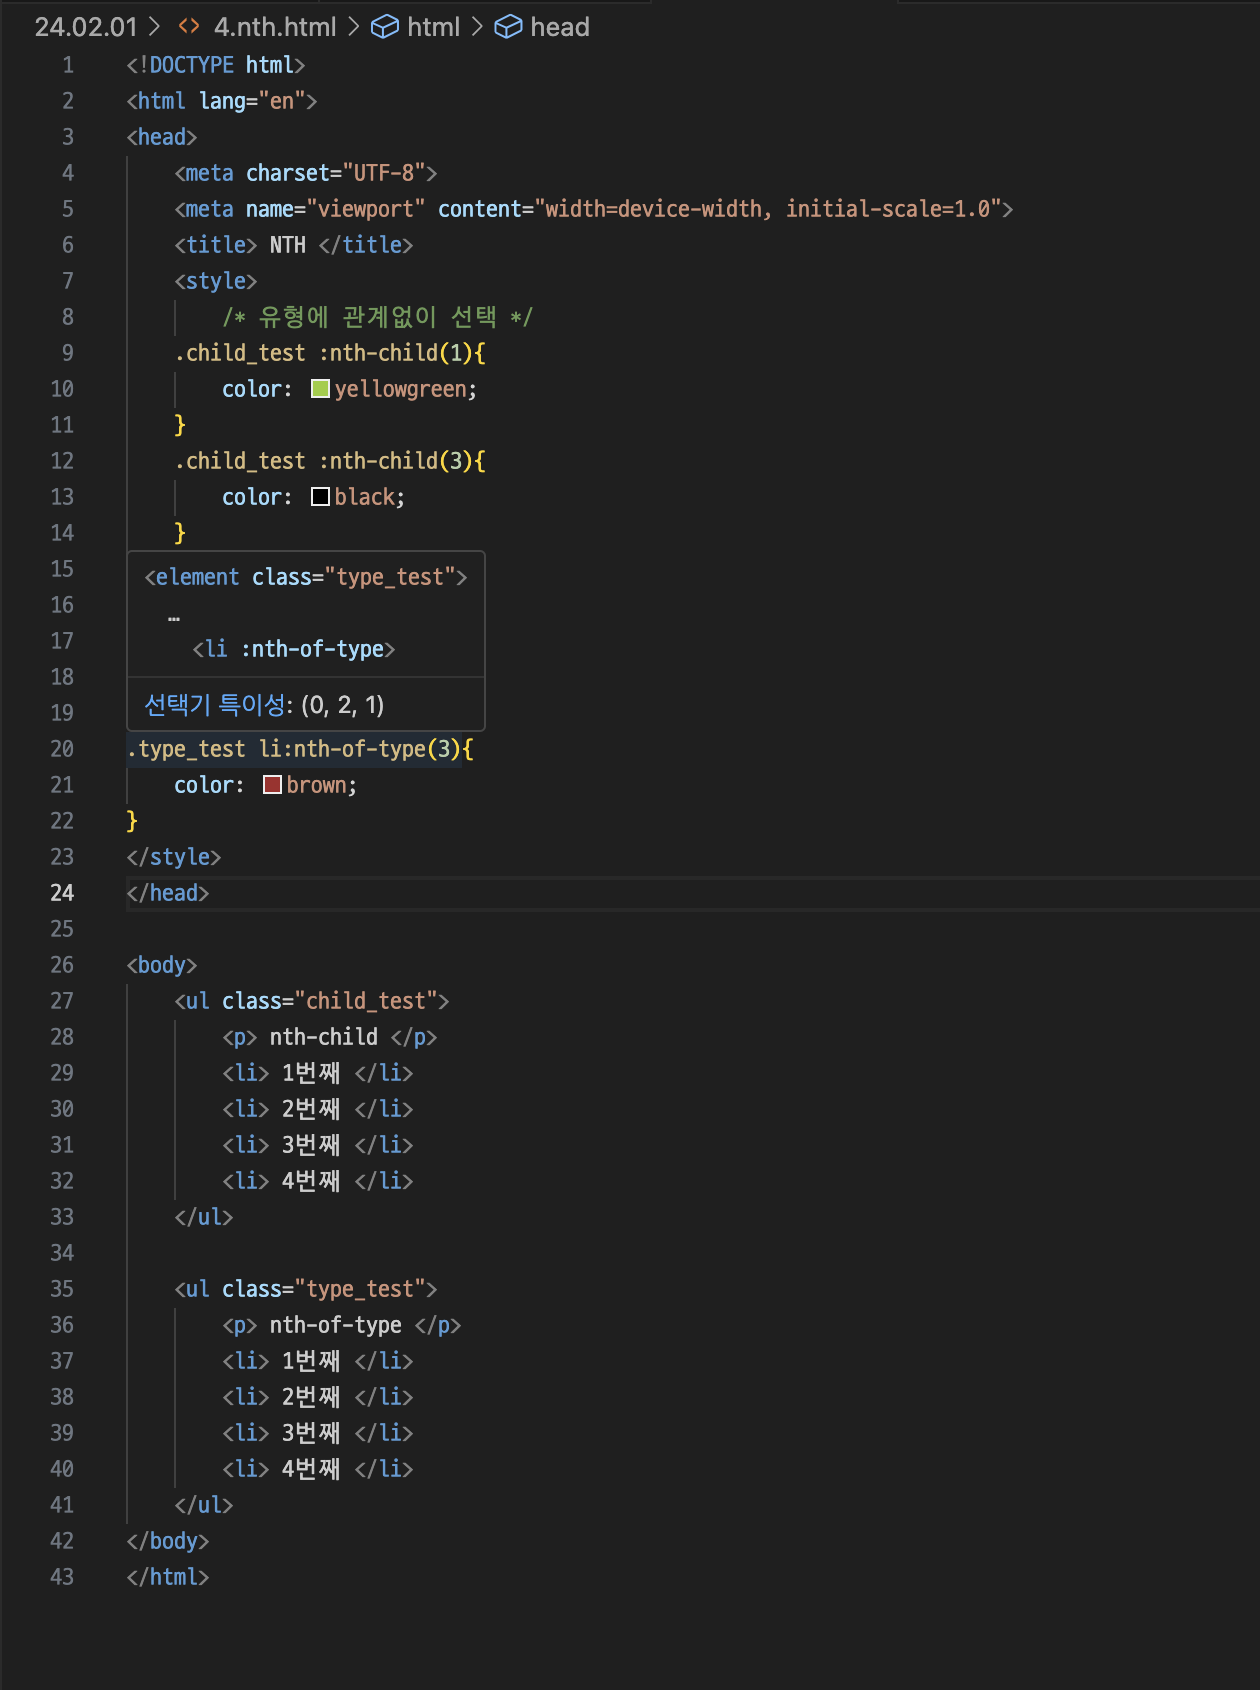 24.02.01 > <> 4.nth.html > html > head
1 <!DOCTYPE html>
2 <html lang="en">
3 <head>
4 <meta charset="UTF-8">
5 <meta name="viewport" content="width=device-width, initial-scale=1.0">
6 <title> NTH </title>
7 <style>
8 /* 유형에 관계없이 선택 */
9 .child_test :nth-child(1){
10 color: yellowgreen;
11 }
12 .child_test :nth-child(3){
13 color: black;
14 }
15 <element class="type_test">
16 …
17 <li :nth-of-type>
18
19 선택기 특이성: (0, 2, 1)
20 .type_test li:nth-of-type(3){
21 color: brown;
22 }
23 </style>
24 </head>
25
26 <body>
27 <ul class="child_test">
28 <p> nth-child </p>
29 <li> 1번째 </li>
30 <li> 2번째 </li>
31 <li> 3번째 </li>
32 <li> 4번째 </li>
33 </ul>
34
35 <ul class="type_test">
36 <p> nth-of-type </p>
37 <li> 1번째 </li>
38 <li> 2번째 </li>
39 <li> 3번째 </li>
40 <li> 4번째 </li>
41 </ul>
42 </body>
43 </html>